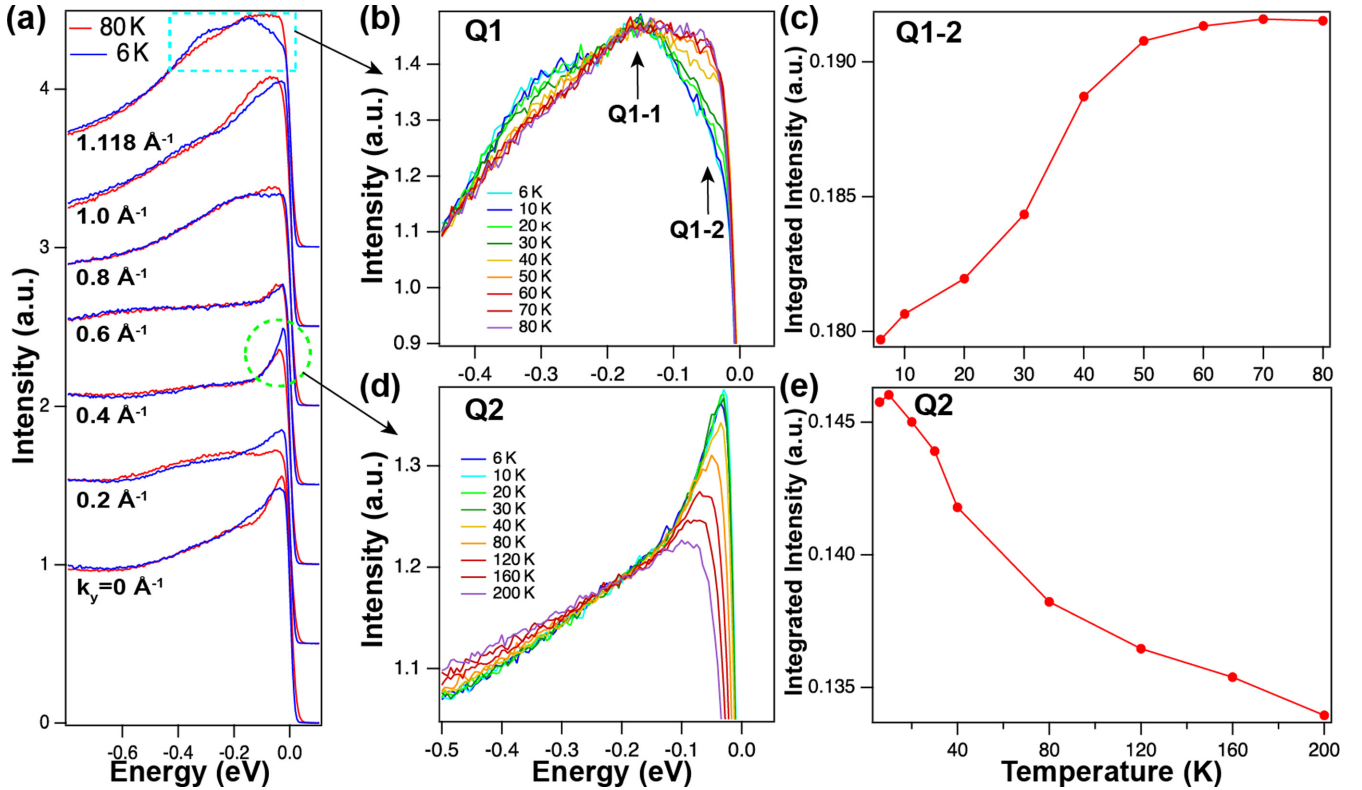 (a)
80 K
6 K
1.118 Å-1
1.0 Å-1
0.8 Å-1
0.6 Å-1
0.4 Å-1
0.2 Å-1
ky=0 Å-1
4
3
2
1
0
Intensity (a.u.)
-0.6 -0.4 -0.2 0.0
Energy (eV)
(b)
Q1
Q1-1
Q1-2
6 K
10 K
20 K
30 K
40 K
50 K
60 K
70 K
80 K
1.4
1.3
1.2
1.1
1.0
0.9
Intensity (a.u.)
-0.4 -0.3 -0.2 -0.1 0.0
(c)
Q1-2
0.190
0.185
0.180
Integrated Intensity (a.u.)
10 20 30 40 50 60 70 80
(d)
Q2
6 K
10 K
20 K
30 K
40 K
80 K
120 K
160 K
200 K
1.3
1.2
1.1
Intensity (a.u.)
-0.5 -0.4 -0.3 -0.2 -0.1 0.0
Energy (eV)
(e)
Q2
0.145
0.140
0.135
Integrated Intensity (a.u.)
40 80 120 160 200
Temperature (K)